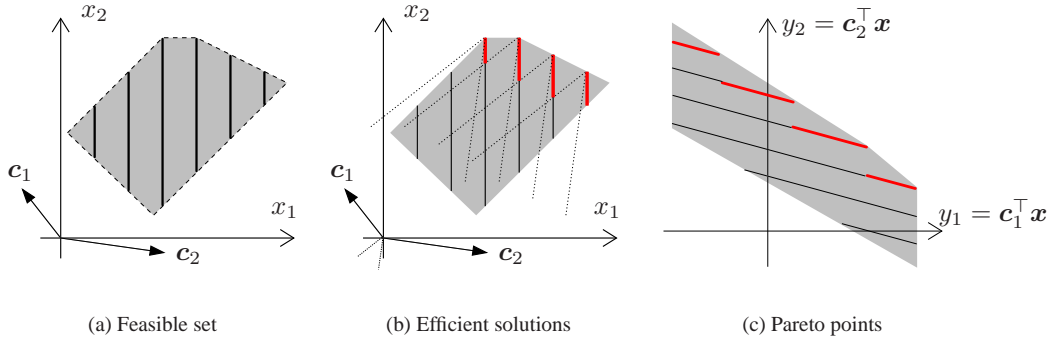 x₂
c₁
x₁
c₂
(a) Feasible set
x₂
c₁
x₁
c₂
(b) Efficient solutions
y₂ = c₂⊤x
y₁ = c₁⊤x
(c) Pareto points